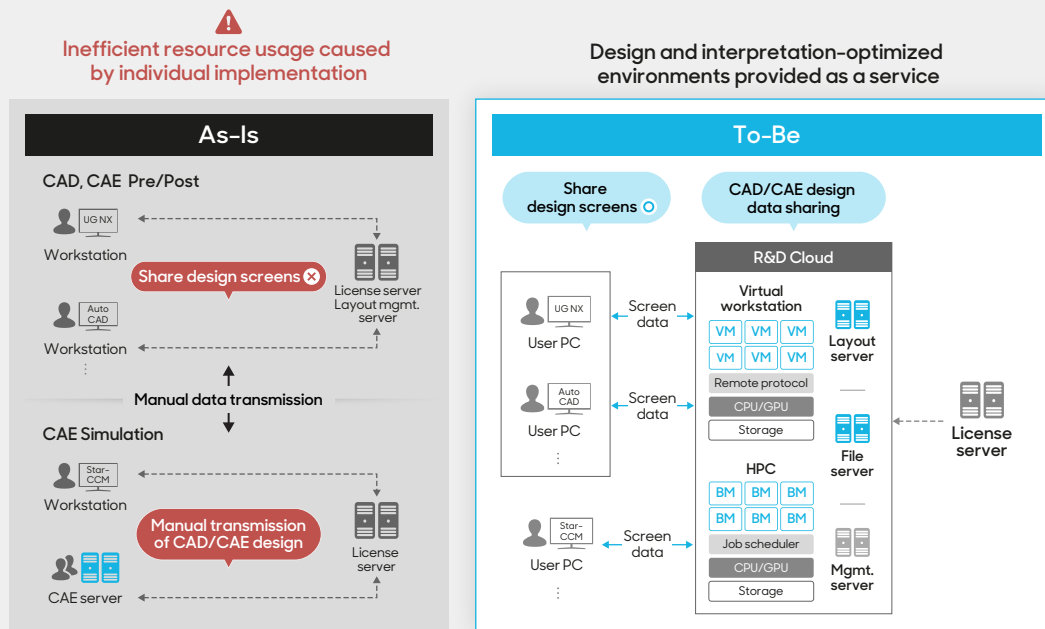 Inefficient resource usage caused
by individual implementation
As-Is
CAD, CAE Pre/Post
UG NX
Workstation
Share design screens
License server
Layout mgmt.
server
Auto
CAD
Workstation
Manual data transmission
CAE Simulation
Star-
CCM
Workstation
Manual transmission
of CAD/CAE design
License
server
CAE server
Design and interpretation-optimized
environments provided as a service
To-Be
Share
design screens
CAD/CAE design
data sharing
R&D Cloud
UG NX
User PC
Screen
data
Virtual
workstation
VM VM VM
VM VM VM
Remote protocol
CPU/GPU
Storage
Layout
server
Auto
CAD
User PC
Screen
data
File
server
License
server
HPC
BM BM BM
BM BM BM
Job scheduler
CPU/GPU
Storage
Star-
CCM
User PC
Screen
data
Mgmt.
server